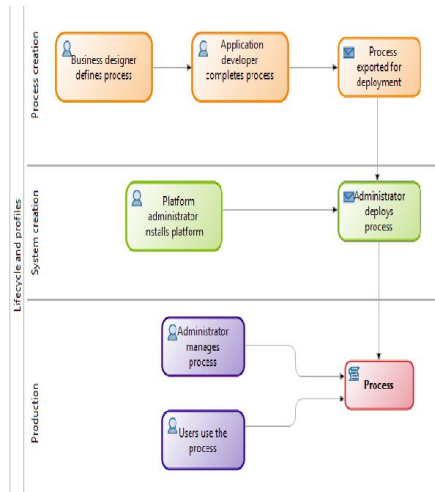 Lifecycle and profiles
Process creation
Business designer
defines process
Application
developer
completes process
Process
exported for
deployment
System creation
Platform
administrator
nstalls platform
Administrator
deploys
process
Production
Administrator
manages
process
Users use the
process
Process